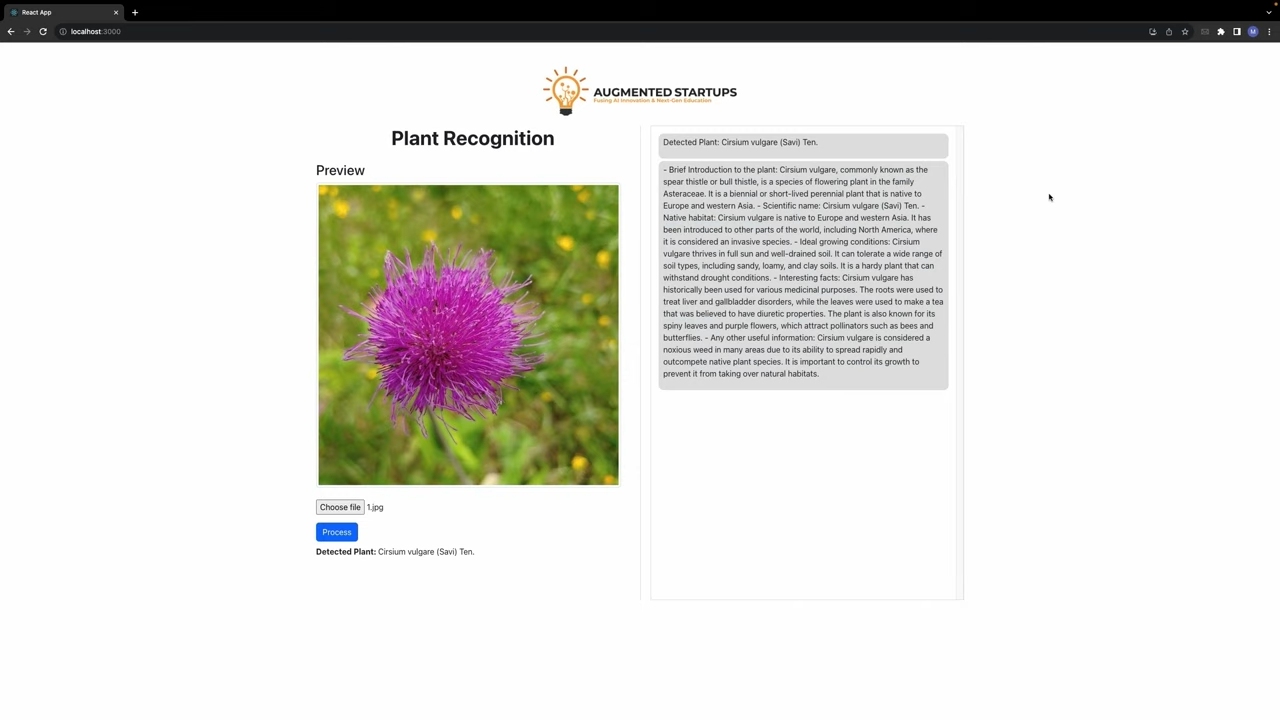 React App
localhost:3000
M
AUGMENTED STARTUPS
Fusing AI Innovation & Next-Gen Education
Plant Recognition
Preview
Choose file 1.jpg
Process
Detected Plant: Cirsium vulgare (Savi) Ten.
Detected Plant: Cirsium vulgare (Savi) Ten.
- Brief Introduction to the plant: Cirsium vulgare, commonly known as the
spear thistle or bull thistle, is a species of flowering plant in the family
Asteraceae. It is a biennial or short-lived perennial plant that is native to
Europe and western Asia. - Scientific name: Cirsium vulgare (Savi) Ten. -
Native habitat: Cirsium vulgare is native to Europe and western Asia. It has
been introduced to other parts of the world, including North America, where
it is considered an invasive species. - Ideal growing conditions: Cirsium
vulgare thrives in full sun and well-drained soil. It can tolerate a wide range of
soil types, including sandy, loamy, and clay soils. It is a hardy plant that can
withstand drought conditions. - Interesting facts: Cirsium vulgare has
historically been used for various medicinal purposes. The roots were used to
treat liver and gallbladder disorders, while the leaves were used to make a tea
that was believed to have diuretic properties. The plant is also known for its
spiny leaves and purple flowers, which attract pollinators such as bees and
butterflies. - Any other useful information: Cirsium vulgare is considered a
noxious weed in many areas due to its ability to spread rapidly and
outcompete native plant species. It is important to control its growth to
prevent it from taking over natural habitats.